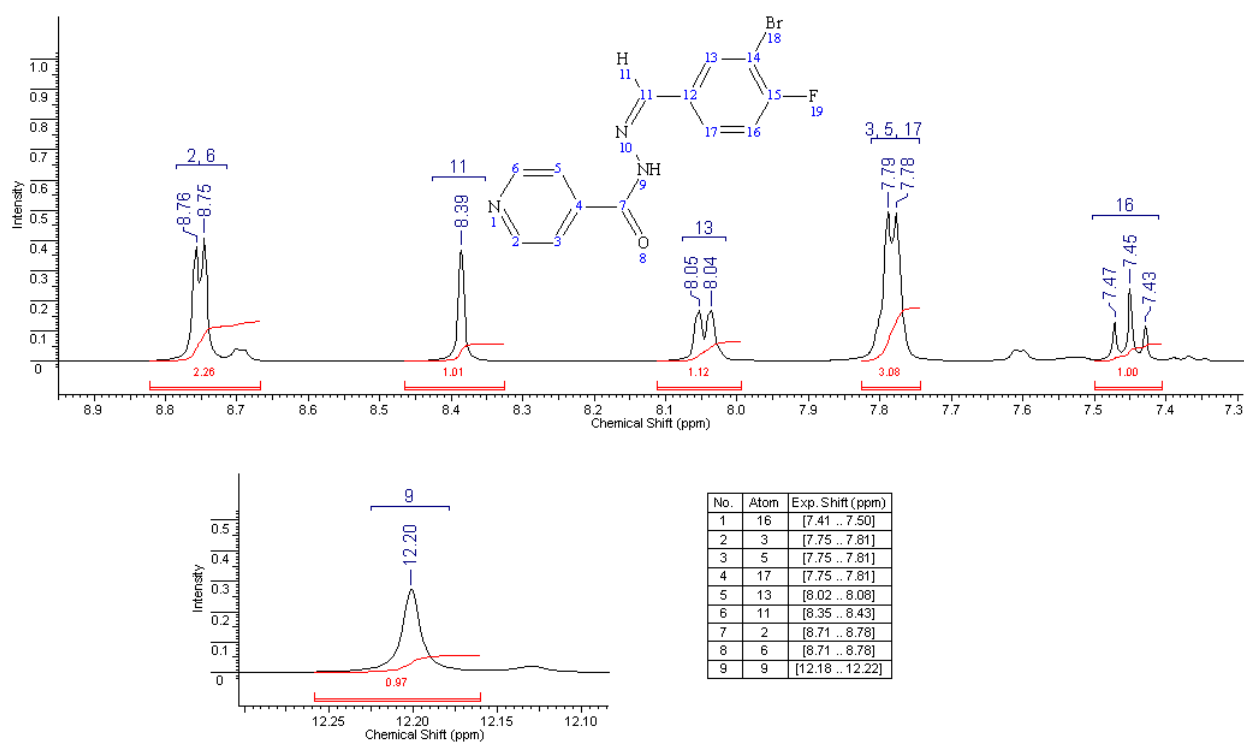 Br
18
H
11
13
14
11
12
15
F
19
17
16
N
10
NH
9
6
5
N
1
4
7
2
3
O
8
Intensity
1.0
0.9
0.8
0.7
0.6
0.5
0.4
0.3
0.2
0.1
0
2, 6
8.76
8.75
11
8.39
13
8.05
8.04
3, 5, 17
7.79
7.78
16
7.47
7.45
7.43
2.26
1.01
1.12
3.08
1.00
8.9 8.8 8.7 8.6 8.5 8.4 8.3 8.2 8.1 8.0 7.9 7.8 7.7 7.6 7.5 7.4 7.3
Chemical Shift (ppm)
Intensity
0.5
0.4
0.3
0.2
0.1
0
9
12.20
0.97
12.25 12.20 12.15 12.10
Chemical Shift (ppm)
No. Atom Exp. Shift (ppm)
1 16 [7.41 .. 7.50]
2 3 [7.75 .. 7.81]
3 5 [7.75 .. 7.81]
4 17 [7.75 .. 7.81]
5 13 [8.02 .. 8.08]
6 11 [8.35 .. 8.43]
7 2 [8.71 .. 8.78]
8 6 [8.71 .. 8.78]
9 9 [12.18 .. 12.22]